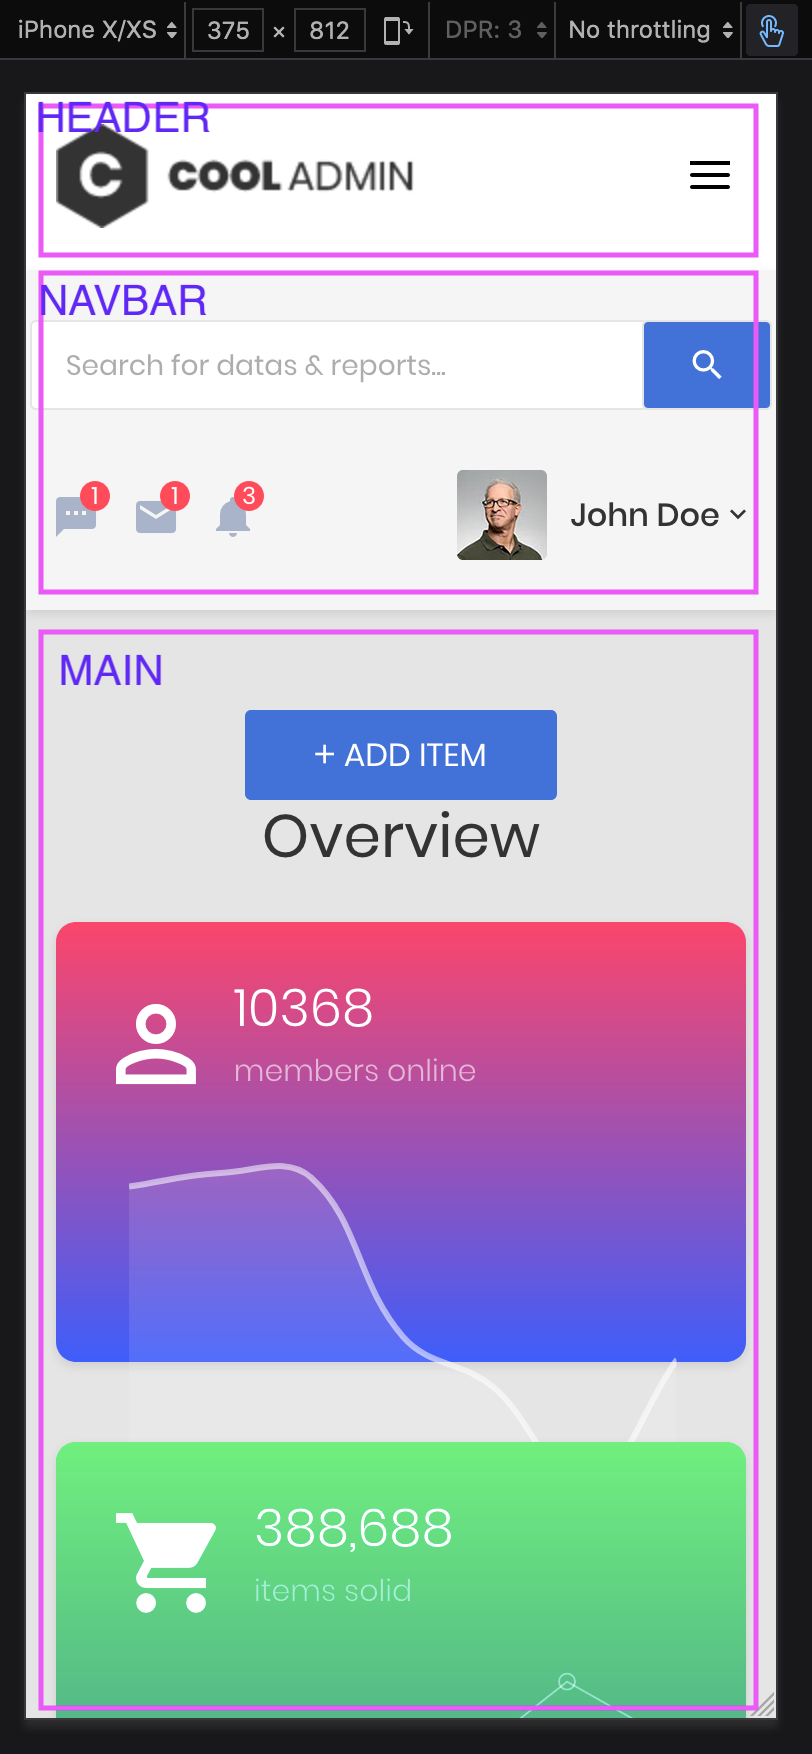 iPhone X/XS 375 × 812 DPR: 3 No throttling
HEADER
C COOL ADMIN
NAVBAR
Search for datas & reports...
1 1 3 John Doe
MAIN
+ ADD ITEM
Overview
10368
members online
388,688
items solid